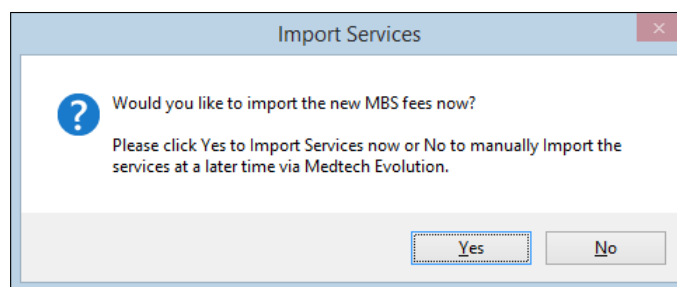 Import Services
Would you like to import the new MBS fees now?
Please click Yes to Import Services now or No to manually Import the
services at a later time via Medtech Evolution.
Yes
No